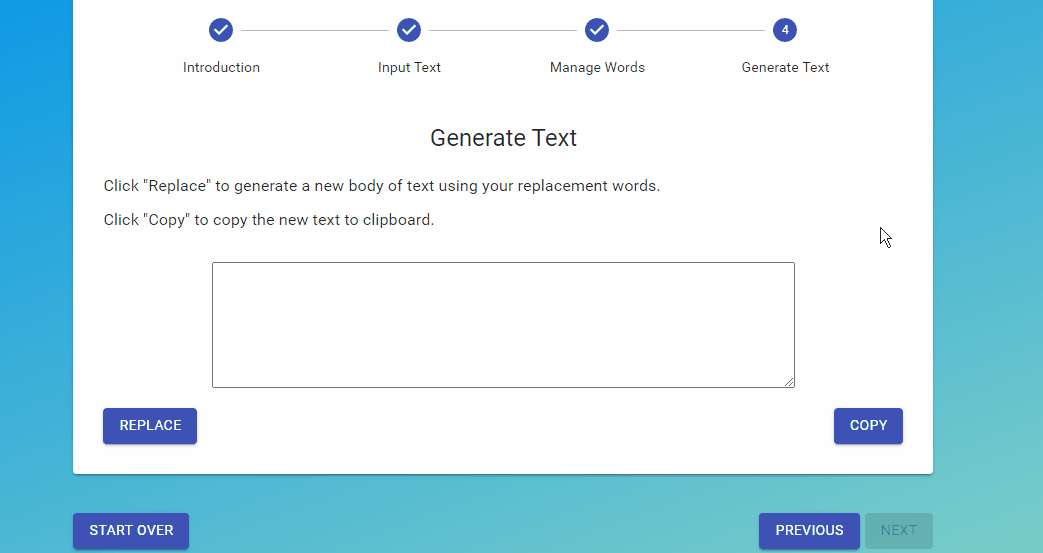 4
Introduction
Input Text
Manage Words
Generate Text
Generate Text
Click "Replace" to generate a new body of text using your replacement words.
Click "Copy" to copy the new text to clipboard.
REPLACE
COPY
START OVER
PREVIOUS
NEXT